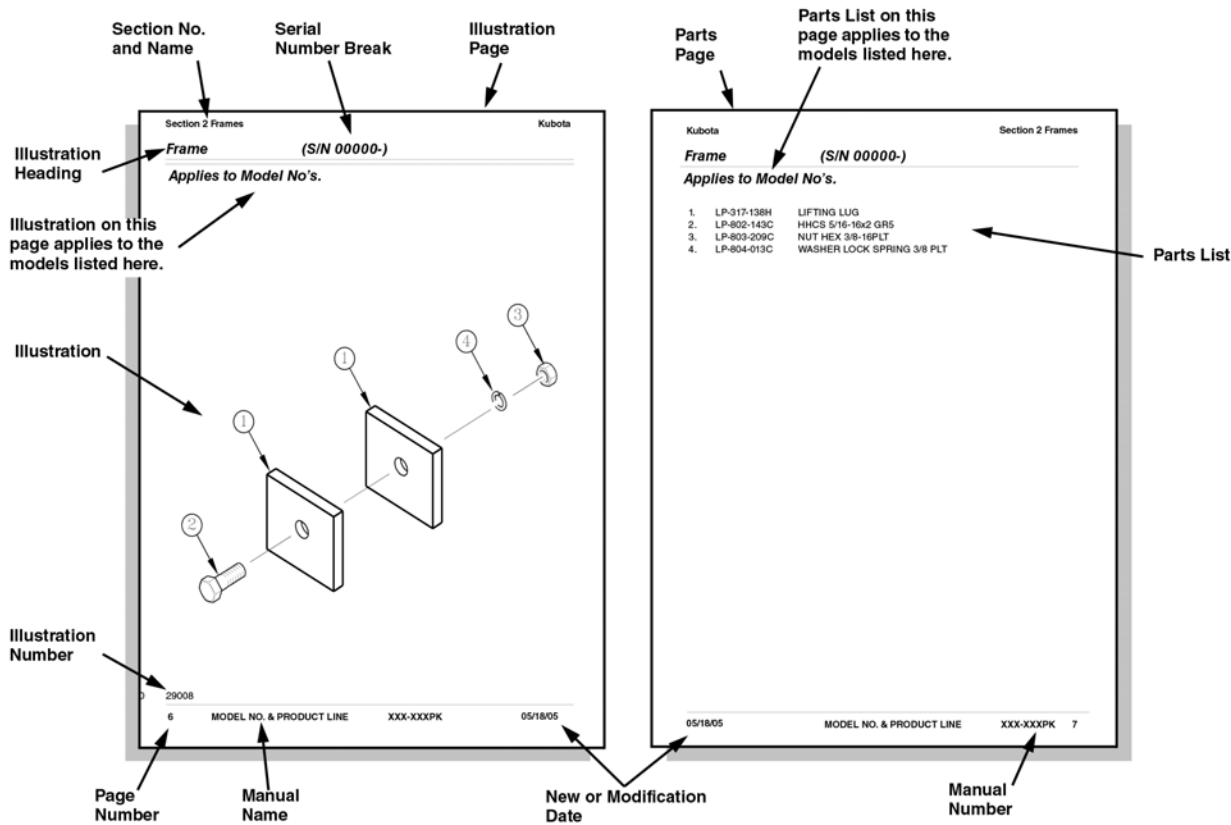 Section No.
and Name
Serial
Number Break
Illustration
Page
Parts
Page
Parts List on this
page applies to the
models listed here.
Illustration
Heading
Illustration on this
page applies to the
models listed here.
Illustration
Illustration
Number
Page
Number
Manual
Name
New or Modification
Date
Manual
Number
Parts List
Section 2 Frames
Kubota
Frame (S/N 00000-)
Applies to Model No's.
1
1
2
3
4
29008
6 MODEL NO. & PRODUCT LINE XXX-XXXPK 05/18/05
Kubota
Section 2 Frames
Frame (S/N 00000-)
Applies to Model No's.
1. LP-317-138H LIFTING LUG
2. LP-802-143C HHCS 5/16-16x2 GR5
3. LP-803-209C NUT HEX 3/8-16PLT
4. LP-804-013C WASHER LOCK SPRING 3/8 PLT
05/18/05 MODEL NO. & PRODUCT LINE XXX-XXXPK 7